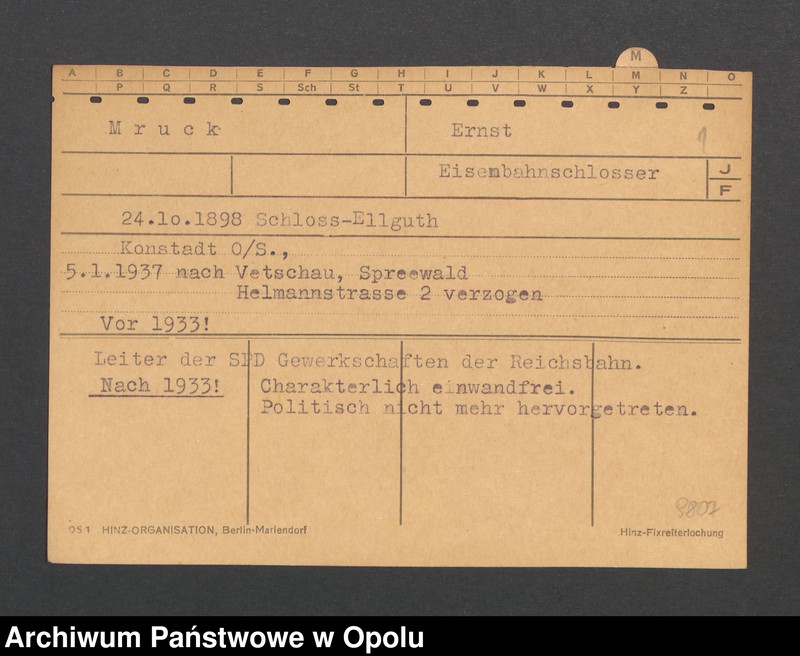 M
A B C D E F G H I J K L M N O
P Q R S Sch St T U V W X Y Z
Mruck Ernst
Eisenbahnschlosser J
F
24.10.1898 Schloss-Ellguth
Konstadt O/S.,
5.1.1937 nach Vetschau, Spreewald
Helmannstrasse 2 verzogen
Vor 1933!
Leiter der SPD Gewerkschaften der Reichsbahn.
Nach 1933! Charakterlich einwandfrei.
Politisch nicht mehr hervorgetreten.
9807
OS 1 HINZ-ORGANISATION, Berlin-Mariendorf Hinz-Fixreiterlochung
Archiwum Państwowe w Opolu